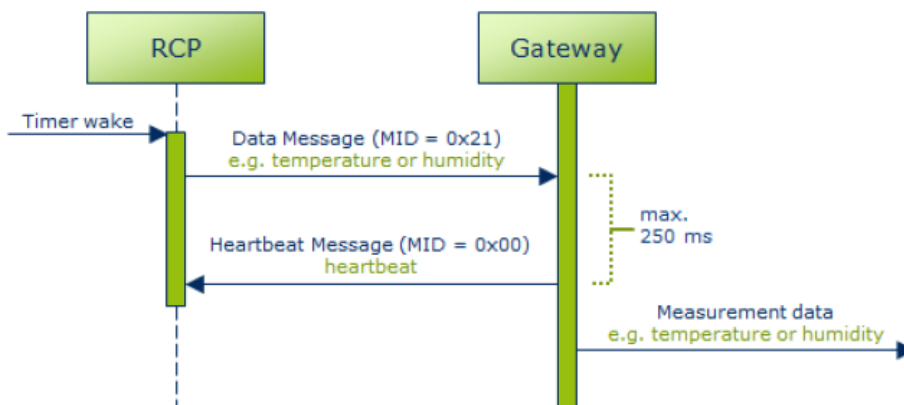 RCP
Gateway
Timer wake
Data Message (MID = 0x21)
e.g. temperature or humidity
max.
250 ms
Heartbeat Message (MID = 0x00)
heartbeat
Measurement data
e.g. temperature or humidity